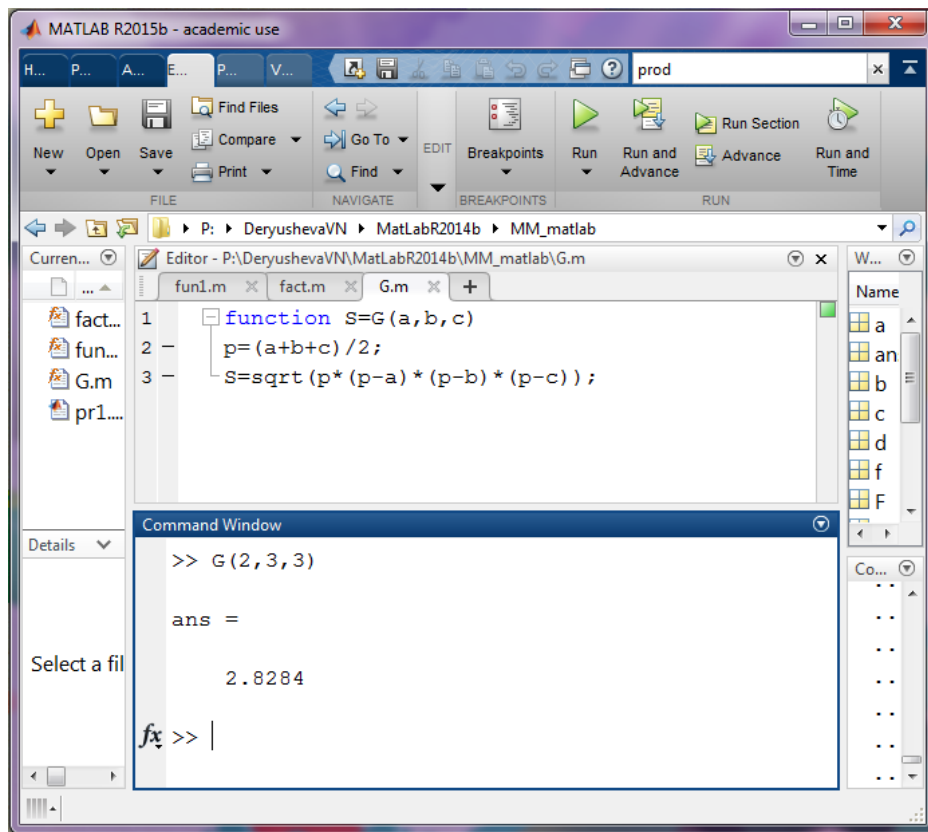 MATLAB R2015b - academic use
H... P... A... E... P... V... prod
New Open Save Find Files Compare Print Go To Find EDIT Breakpoints Run Run and Advance Run Section Advance Run and Time
FILE NAVIGATE BREAKPOINTS RUN
P: DeryushevaVN MatLabR2014b MM_matlab
Curren...
...
fact...
fun...
G.m
pr1....
Details
Select a fil
Editor - P:\DeryushevaVN\MatLabR2014b\MM_matlab\G.m
fun1.m fact.m G.m +
1 function S=G(a,b,c)
2 – p=(a+b+c)/2;
3 – S=sqrt(p*(p-a)*(p-b)*(p-c));
Command Window
>> G(2,3,3)
ans =
2.8284
fx >>
W...
Name
a
an
b
c
d
f
F
Co...